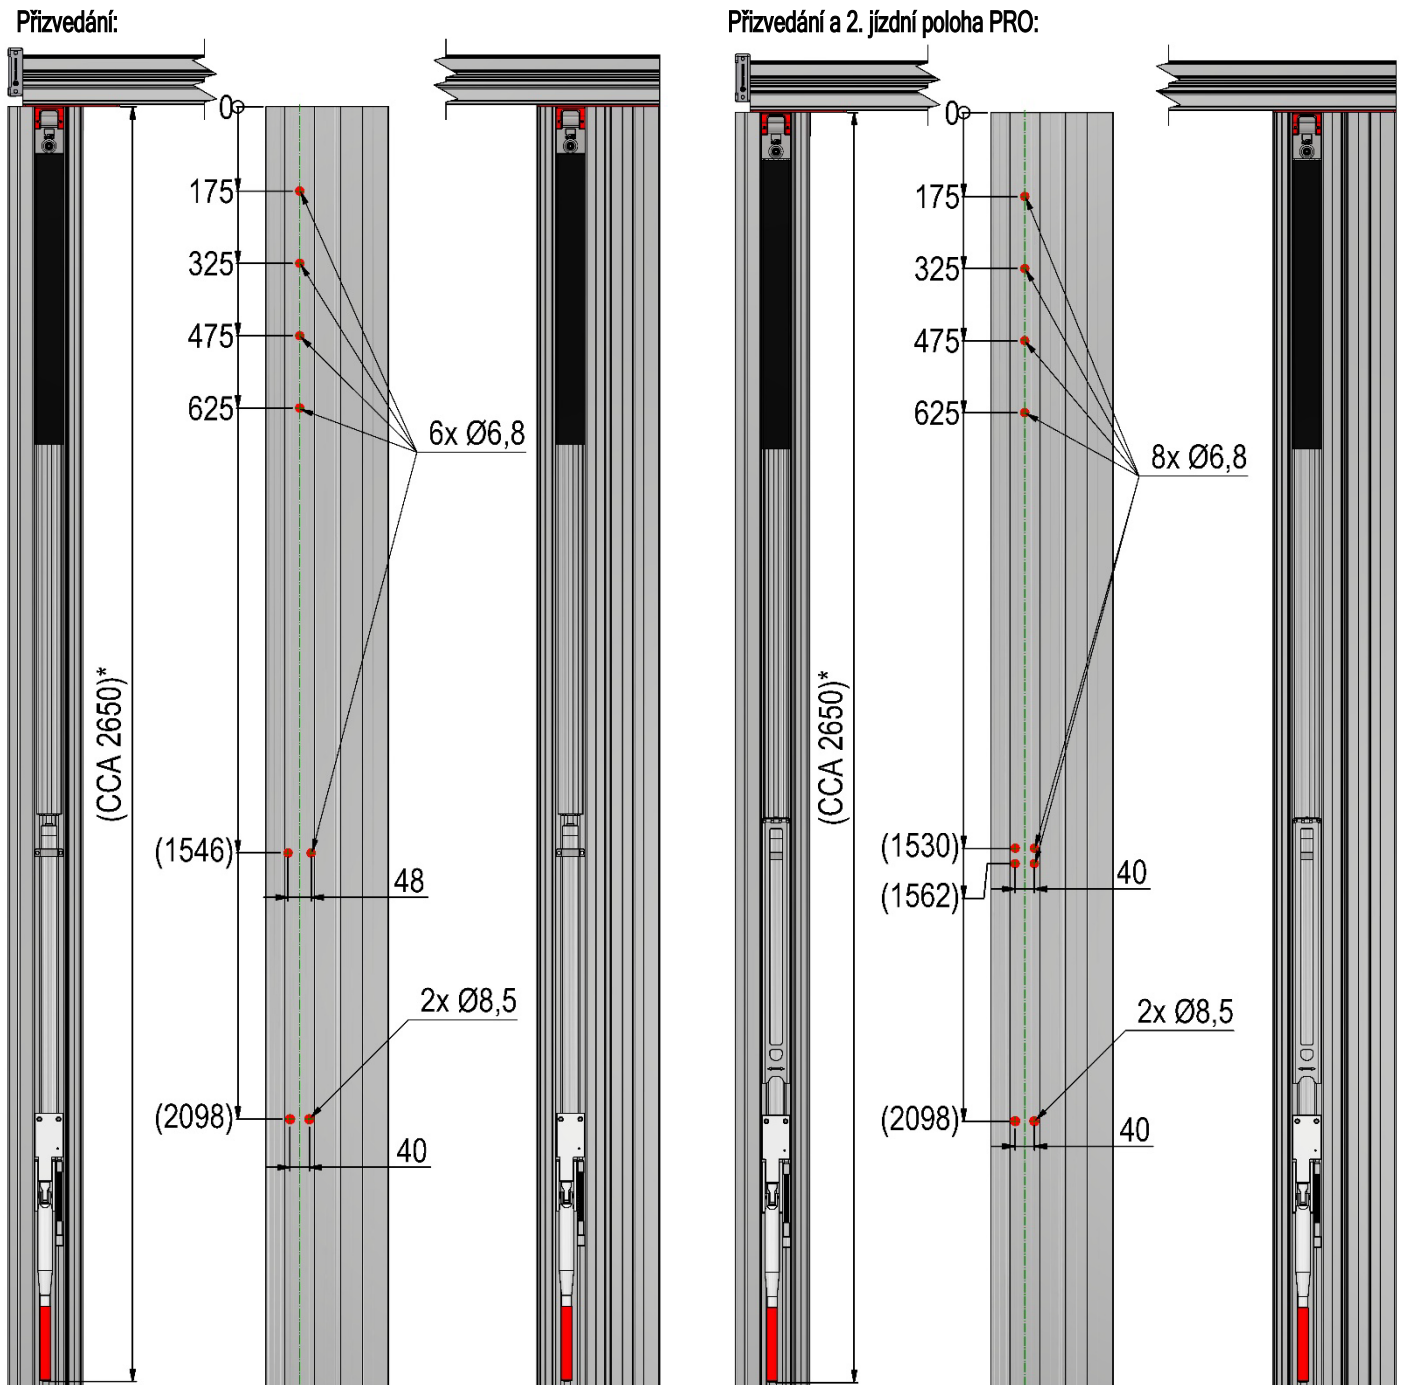 Přizvedání:
0
175
325
475
625
6x Ø6,8
(CCA 2650)*
(1546)
48
2x Ø8,5
(2098)
40
Přizvedání a 2. jízdní poloha PRO:
0
175
325
475
625
8x Ø6,8
(CCA 2650)*
(1530)
(1562)
40
2x Ø8,5
(2098)
40